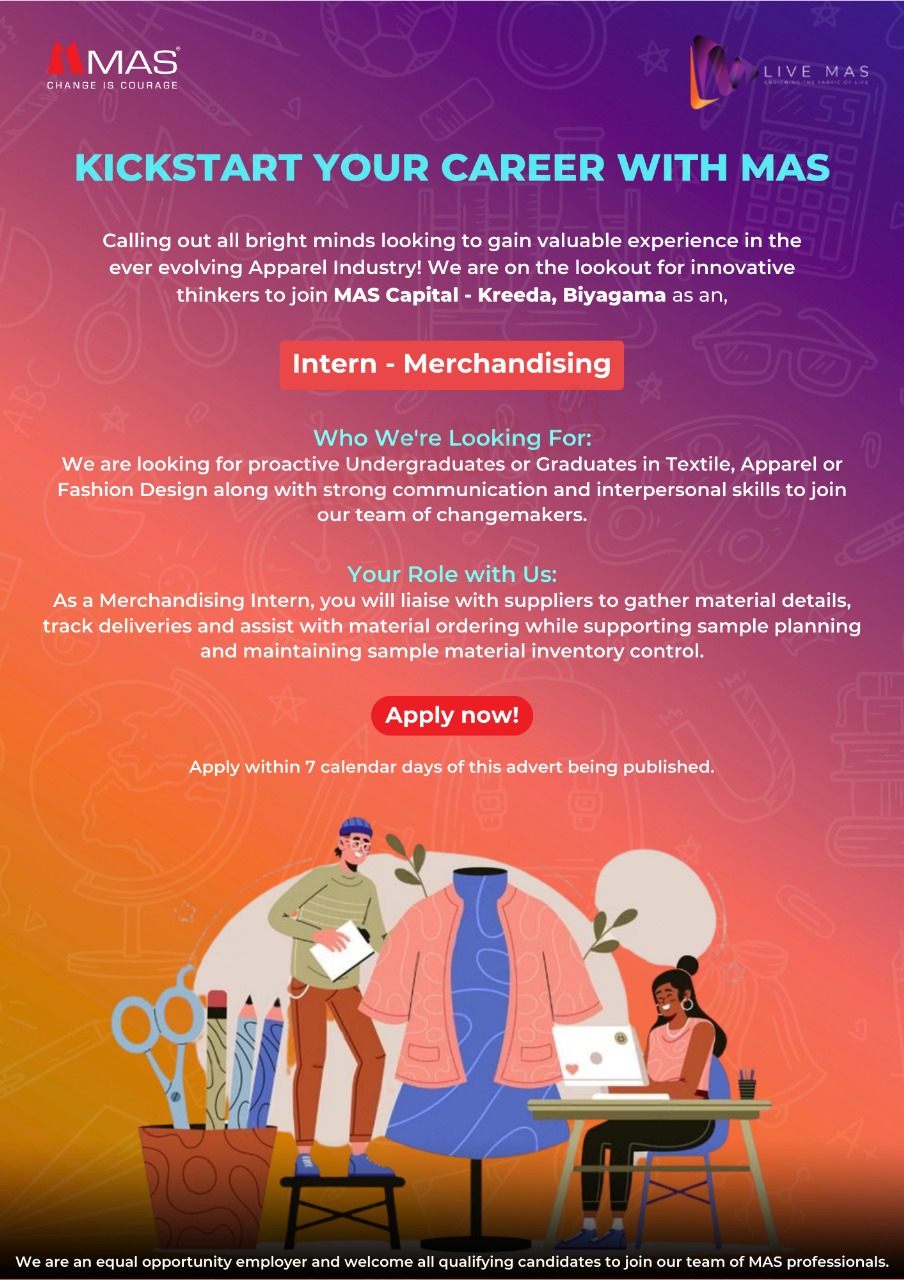 MAS
CHANGE IS COURAGE
LIVE MAS
ENRICHING THE FABRIC OF LIFE
KICKSTART YOUR CAREER WITH MAS
Calling out all bright minds looking to gain valuable experience in the
ever evolving Apparel Industry! We are on the lookout for innovative
thinkers to join MAS Capital - Kreeda, Biyagama as an,
Intern - Merchandising
Who We're Looking For:
We are looking for proactive Undergraduates or Graduates in Textile, Apparel or
Fashion Design along with strong communication and interpersonal skills to join
our team of changemakers.
Your Role with Us:
As a Merchandising Intern, you will liaise with suppliers to gather material details,
track deliveries and assist with material ordering while supporting sample planning
and maintaining sample material inventory control.
Apply now!
Apply within 7 calendar days of this advert being published.
We are an equal opportunity employer and welcome all qualifying candidates to join our team of MAS professionals.